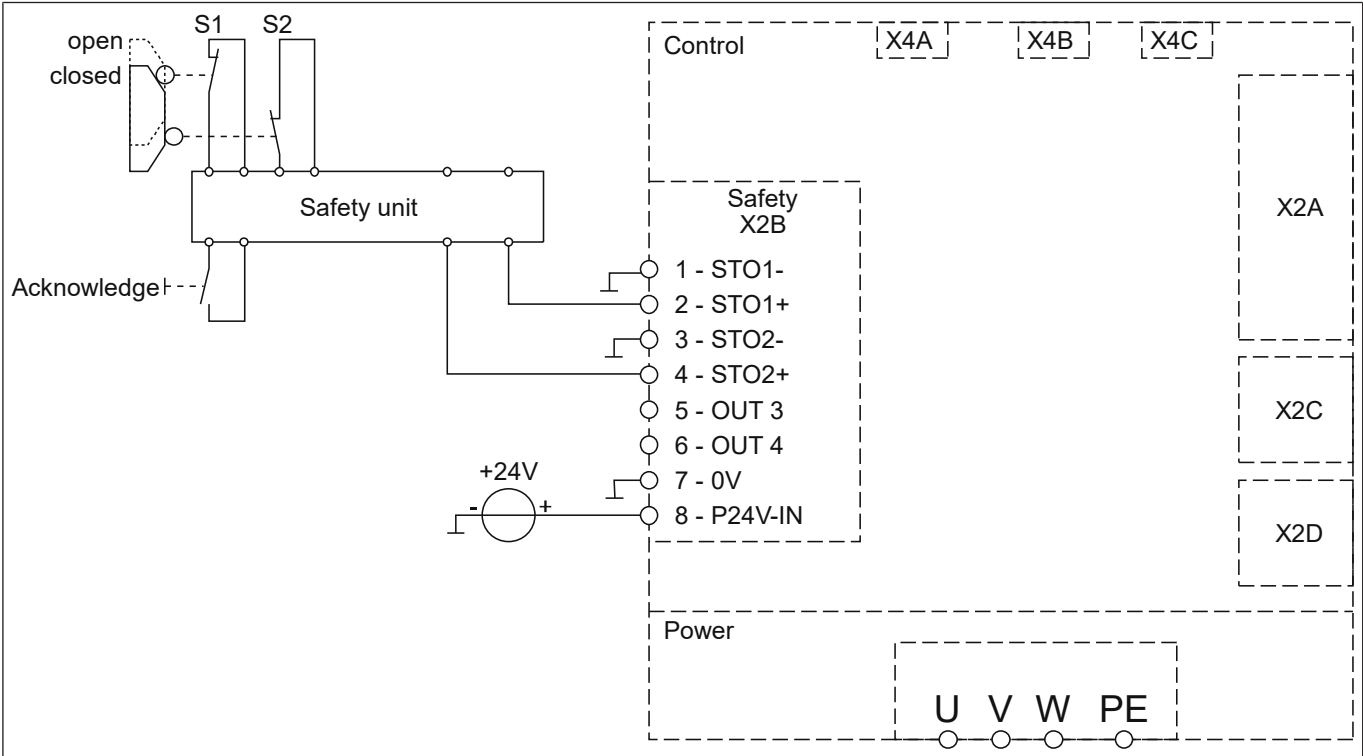 S1
S2
open
closed
Safety unit
Acknowledge
+24V
-
+
Control
X4A
X4B
X4C
Safety
X2B
1 - STO1-
2 - STO1+
3 - STO2-
4 - STO2+
5 - OUT 3
6 - OUT 4
7 - 0V
8 - P24V-IN
X2A
X2C
X2D
Power
U V W PE